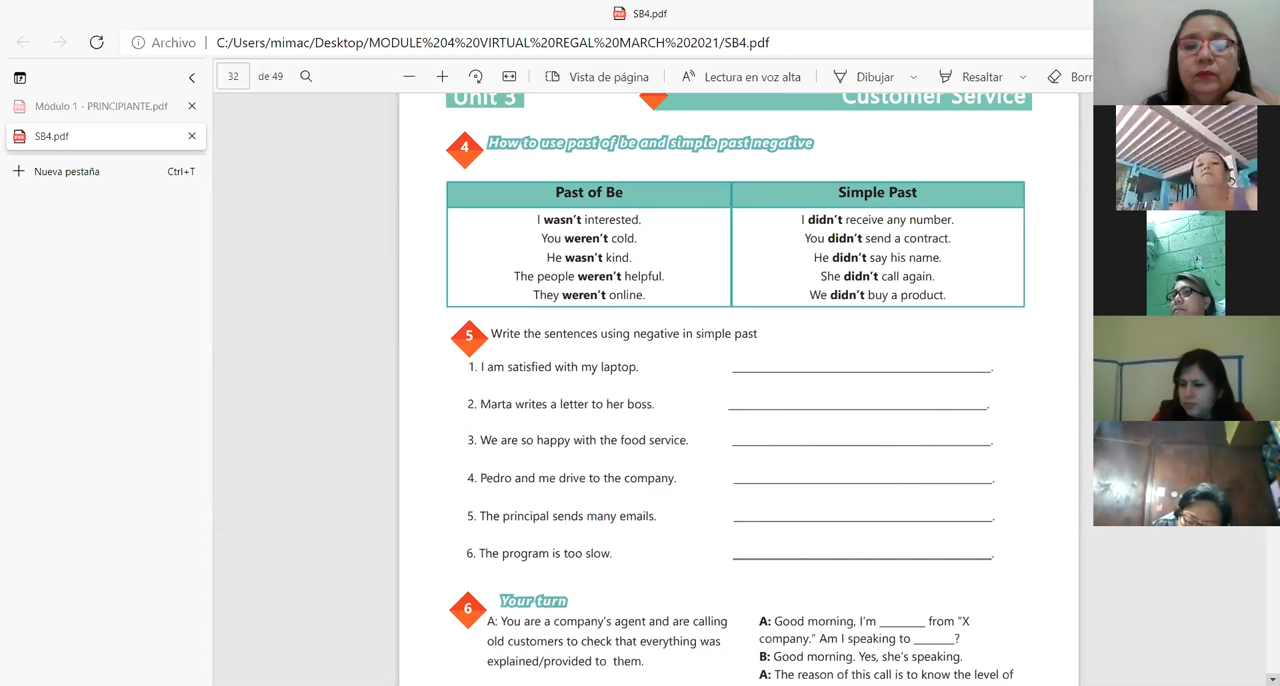 SB4.pdf
Archivo
C:/Users/mimac/Desktop/MODULE%204%20VIRTUAL%20REGAL%20MARCH%202021/SB4.pdf
32 de 49
Vista de página
Lectura en voz alta
Dibujar
Resaltar
Borr
Módulo 1 - PRINCIPIANTE.pdf
SB4.pdf
Nueva pestaña Ctrl+T
Unit 3 Customer Service
4 How to use past of be and simple past negative
Past of Be
I wasn't interested.
You weren't cold.
He wasn't kind.
The people weren't helpful.
They weren't online.
Simple Past
I didn't receive any number.
You didn't send a contract.
He didn't say his name.
She didn't call again.
We didn't buy a product.
5 Write the sentences using negative in simple past
1. I am satisfied with my laptop. ____________________.
2. Marta writes a letter to her boss. ____________________.
3. We are so happy with the food service. ____________________.
4. Pedro and me drive to the company. ____________________.
5. The principal sends many emails. ____________________.
6. The program is too slow. ____________________.
6 Your turn
A: You are a company's agent and are calling
old customers to check that everything was
explained/provided to them.
A: Good morning, I'm _______ from "X
company." Am I speaking to ______?
B: Good morning. Yes, she's speaking.
A: The reason of this call is to know the level of